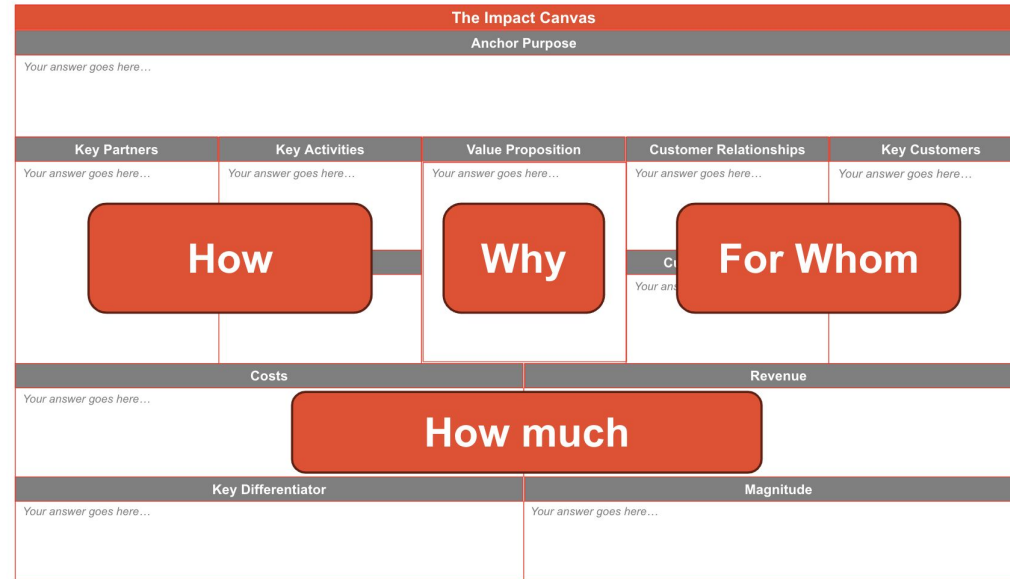 The Impact Canvas
Anchor Purpose
Your answer goes here…
Key Partners
Key Activities
Value Proposition
Customer Relationships
Key Customers
Your answer goes here…
Your answer goes here…
Your answer goes here…
Your answer goes here…
Your answer goes here…
How
Why
For Whom
Your
Costs
Revenue
Your answer goes here…
How much
Key Differentiator
Magnitude
Your answer goes here…
Your answer goes here…